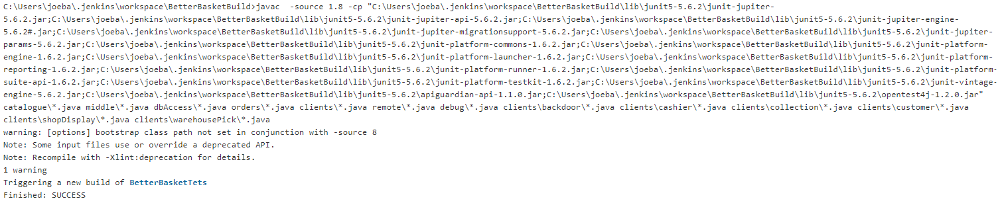 C:\Users\joeba\.jenkins\workspace\BetterBasketBuild>javac  -source 1.8 -cp "C:\Users\joeba\.jenkins\workspace\BetterBasketBuild\lib\junit5-5.6.2\junit-jupiter-
5.6.2.jar;C:\Users\joeba\.jenkins\workspace\BetterBasketBuild\lib\junit5-5.6.2\junit-jupiter-api-5.6.2.jar;C:\Users\joeba\.jenkins\workspace\BetterBasketBuild\lib\junit5-5.6.2\junit-jupiter-engine-
5.6.2#.jar;C:\Users\joeba\.jenkins\workspace\BetterBasketBuild\lib\junit5-5.6.2\junit-jupiter-migrationsupport-5.6.2.jar;C:\Users\joeba\.jenkins\workspace\BetterBasketBuild\lib\junit5-5.6.2\junit-jupiter-
params-5.6.2.jar;C:\Users\joeba\.jenkins\workspace\BetterBasketBuild\lib\junit5-5.6.2\junit-platform-commons-1.6.2.jar;C:\Users\joeba\.jenkins\workspace\BetterBasketBuild\lib\junit5-5.6.2\junit-platform-
engine-1.6.2.jar;C:\Users\joeba\.jenkins\workspace\BetterBasketBuild\lib\junit5-5.6.2\junit-platform-launcher-1.6.2.jar;C:\Users\joeba\.jenkins\workspace\BetterBasketBuild\lib\junit5-5.6.2\junit-platform-
reporting-1.6.2.jar;C:\Users\joeba\.jenkins\workspace\BetterBasketBuild\lib\junit5-5.6.2\junit-platform-runner-1.6.2.jar;C:\Users\joeba\.jenkins\workspace\BetterBasketBuild\lib\junit5-5.6.2\junit-platform-
suite-api-1.6.2.jar;C:\Users\joeba\.jenkins\workspace\BetterBasketBuild\lib\junit5-5.6.2\junit-platform-testkit-1.6.2.jar;C:\Users\joeba\.jenkins\workspace\BetterBasketBuild\lib\junit5-5.6.2\junit-vintage-
engine-5.6.2.jar;C:\Users\joeba\.jenkins\workspace\BetterBasketBuild\lib\junit5-5.6.2\apiguardian-api-1.1.0.jar;C:\Users\joeba\.jenkins\workspace\BetterBasketBuild\lib\junit5-5.6.2\opentest4j-1.2.0.jar"
catalogue\*.java middle\*.java dbAccess\*.java orders\*.java clients\*.java remote\*.java debug\*.java clients\backdoor\*.java clients\cashier\*.java clients\collection\*.java clients\customer\*.java
clients\shopDisplay\*.java clients\warehousePick\*.java
warning: [options] bootstrap class path not set in conjunction with -source 8
Note: Some input files use or override a deprecated API.
Note: Recompile with -Xlint:deprecation for details.
1 warning
Triggering a new build of BetterBasketTets
Finished: SUCCESS